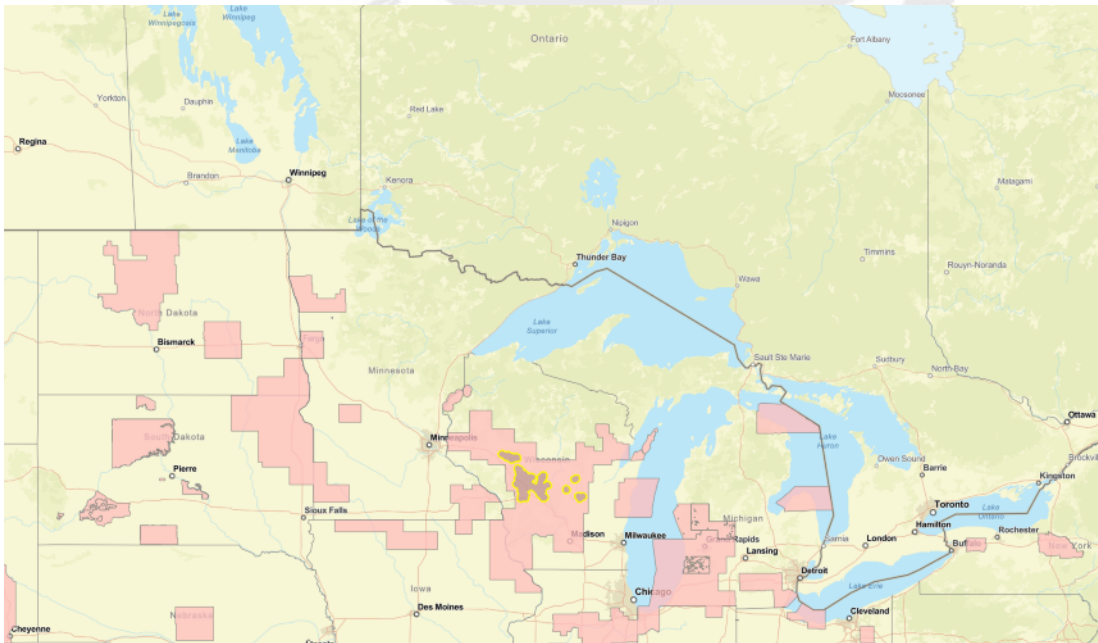 Lake
Winnipegosis
Lake
Winnipeg
Ontario
Fort Albany
Moosonee
Yorkton
Dauphin
Red Lake
Regina
Lake
Manitoba
Brandon
Winnipeg
Kenora
Matagami
Lake of the
Woods
Nipigon
Thunder Bay
Timmins
Rouyn-Noranda
Wawa
North Dakota
Lake
Superior
Bismarck
Fargo
Sault Ste Marie
Sudbury
North Bay
Minnesota
Ottawa
South Dakota
Minneapolis
Lake
Huron
Wisconsin
Owen Sound
Barrie
Brockville
Pierre
Kingston
Sioux Falls
Toronto
Lake
Ontario
Michigan
Hamilton
Rochester
Madison
Milwaukee
Grand Rapids
Lansing
Sarnia
London
Buffalo
New York
Detroit
Iowa
Lake Erie
Chicago
Des Moines
Cleveland
Nebraska
Cheyenne